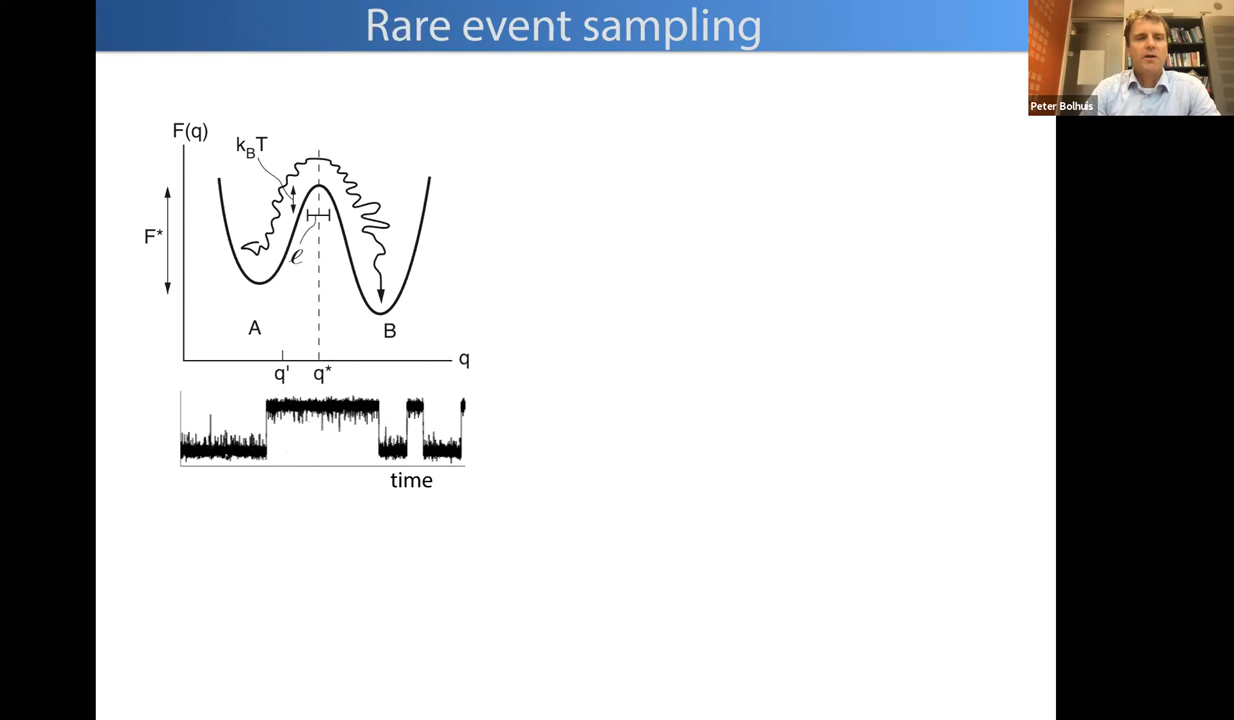 Rare event sampling
Peter Bolhuis
F(q)
k_BT
F*
ℓ
A
B
q
q'
q*
time